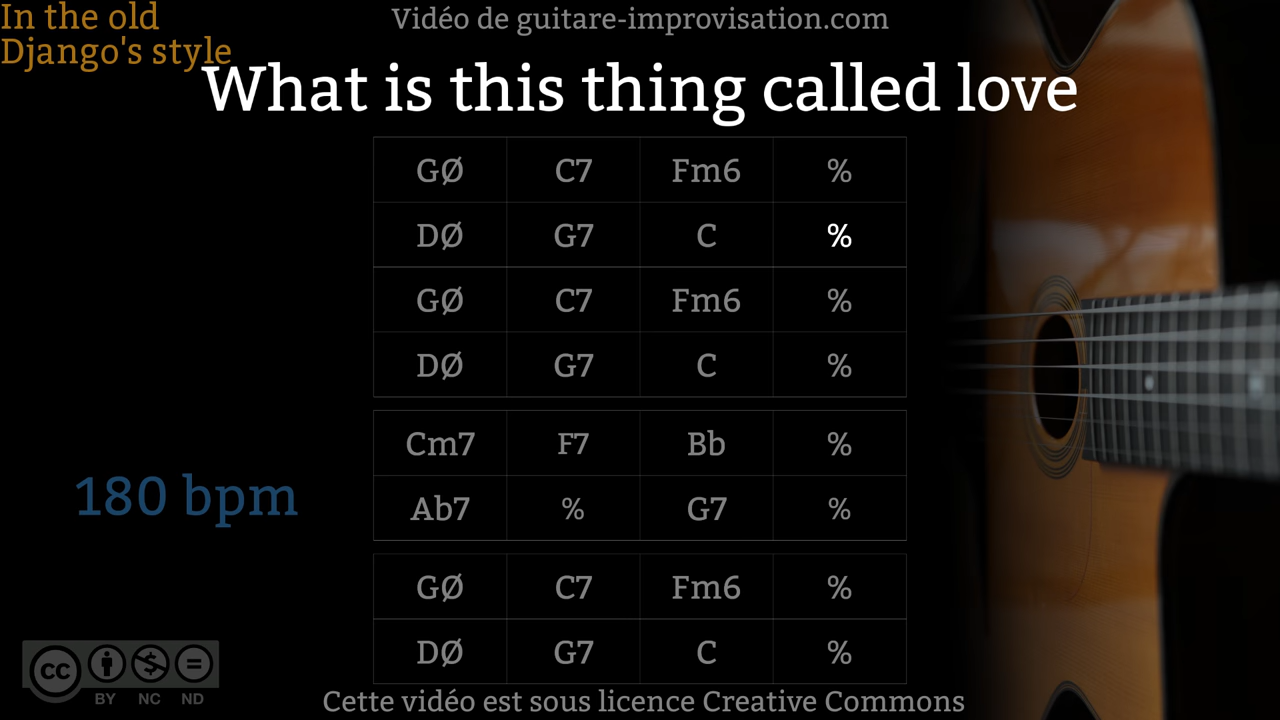 In the old
Django's style
Vidéo de guitare-improvisation.com
What is this thing called love
GØ C7 Fm6 %
DØ G7 C %
GØ C7 Fm6 %
DØ G7 C %
Cm7 F7 Bb %
Ab7 % G7 %
GØ C7 Fm6 %
DØ G7 C %
180 bpm
cc
BY NC ND
Cette vidéo est sous licence Creative Commons